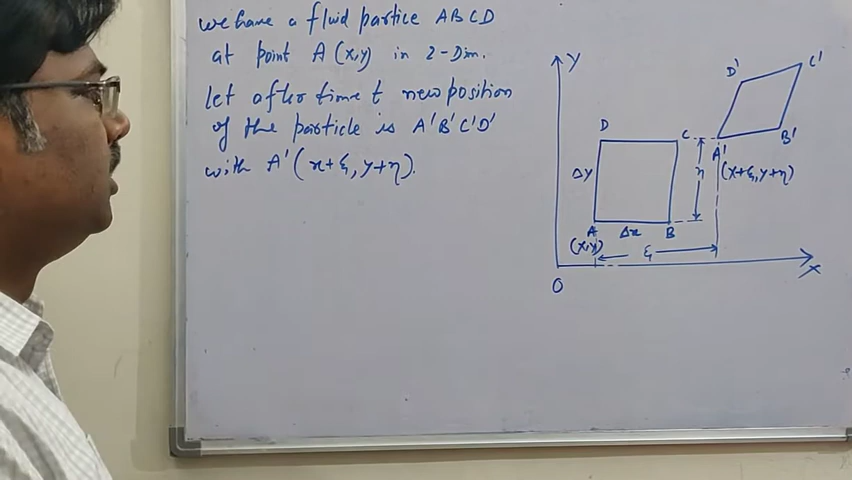 we have a fluid partice ABCD
at point A(x,y) in 2-Dim.
let after time t new position
of the particle is A'B'C'D'
with A'(x+ξ, y+η).
Y
D'
C'
B'
A'
(x+ξ, y+η)
D
C
Δy
η
A
Δx
B
(x,y)
ξ
X
O